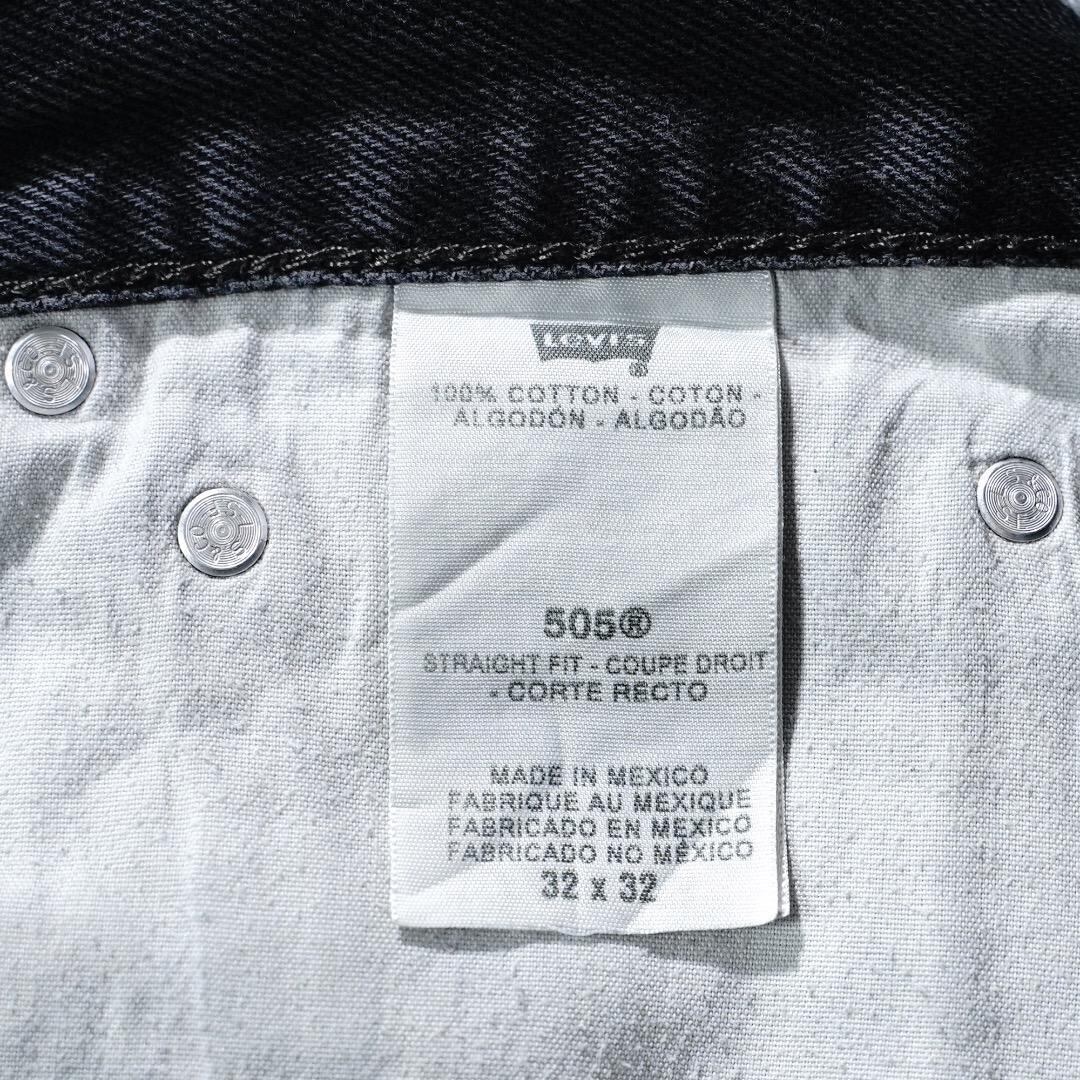 Levi's
®
100% COTTON - COTON -
ALGODÓN - ALGODÃO
505®
STRAIGHT FIT - COUPE DROIT
- CORTE RECTO
MADE IN MEXICO
FABRIQUE AU MEXIQUE
FABRICADO EN MÉXICO
FABRICADO NO MÉXICO
32 x 32